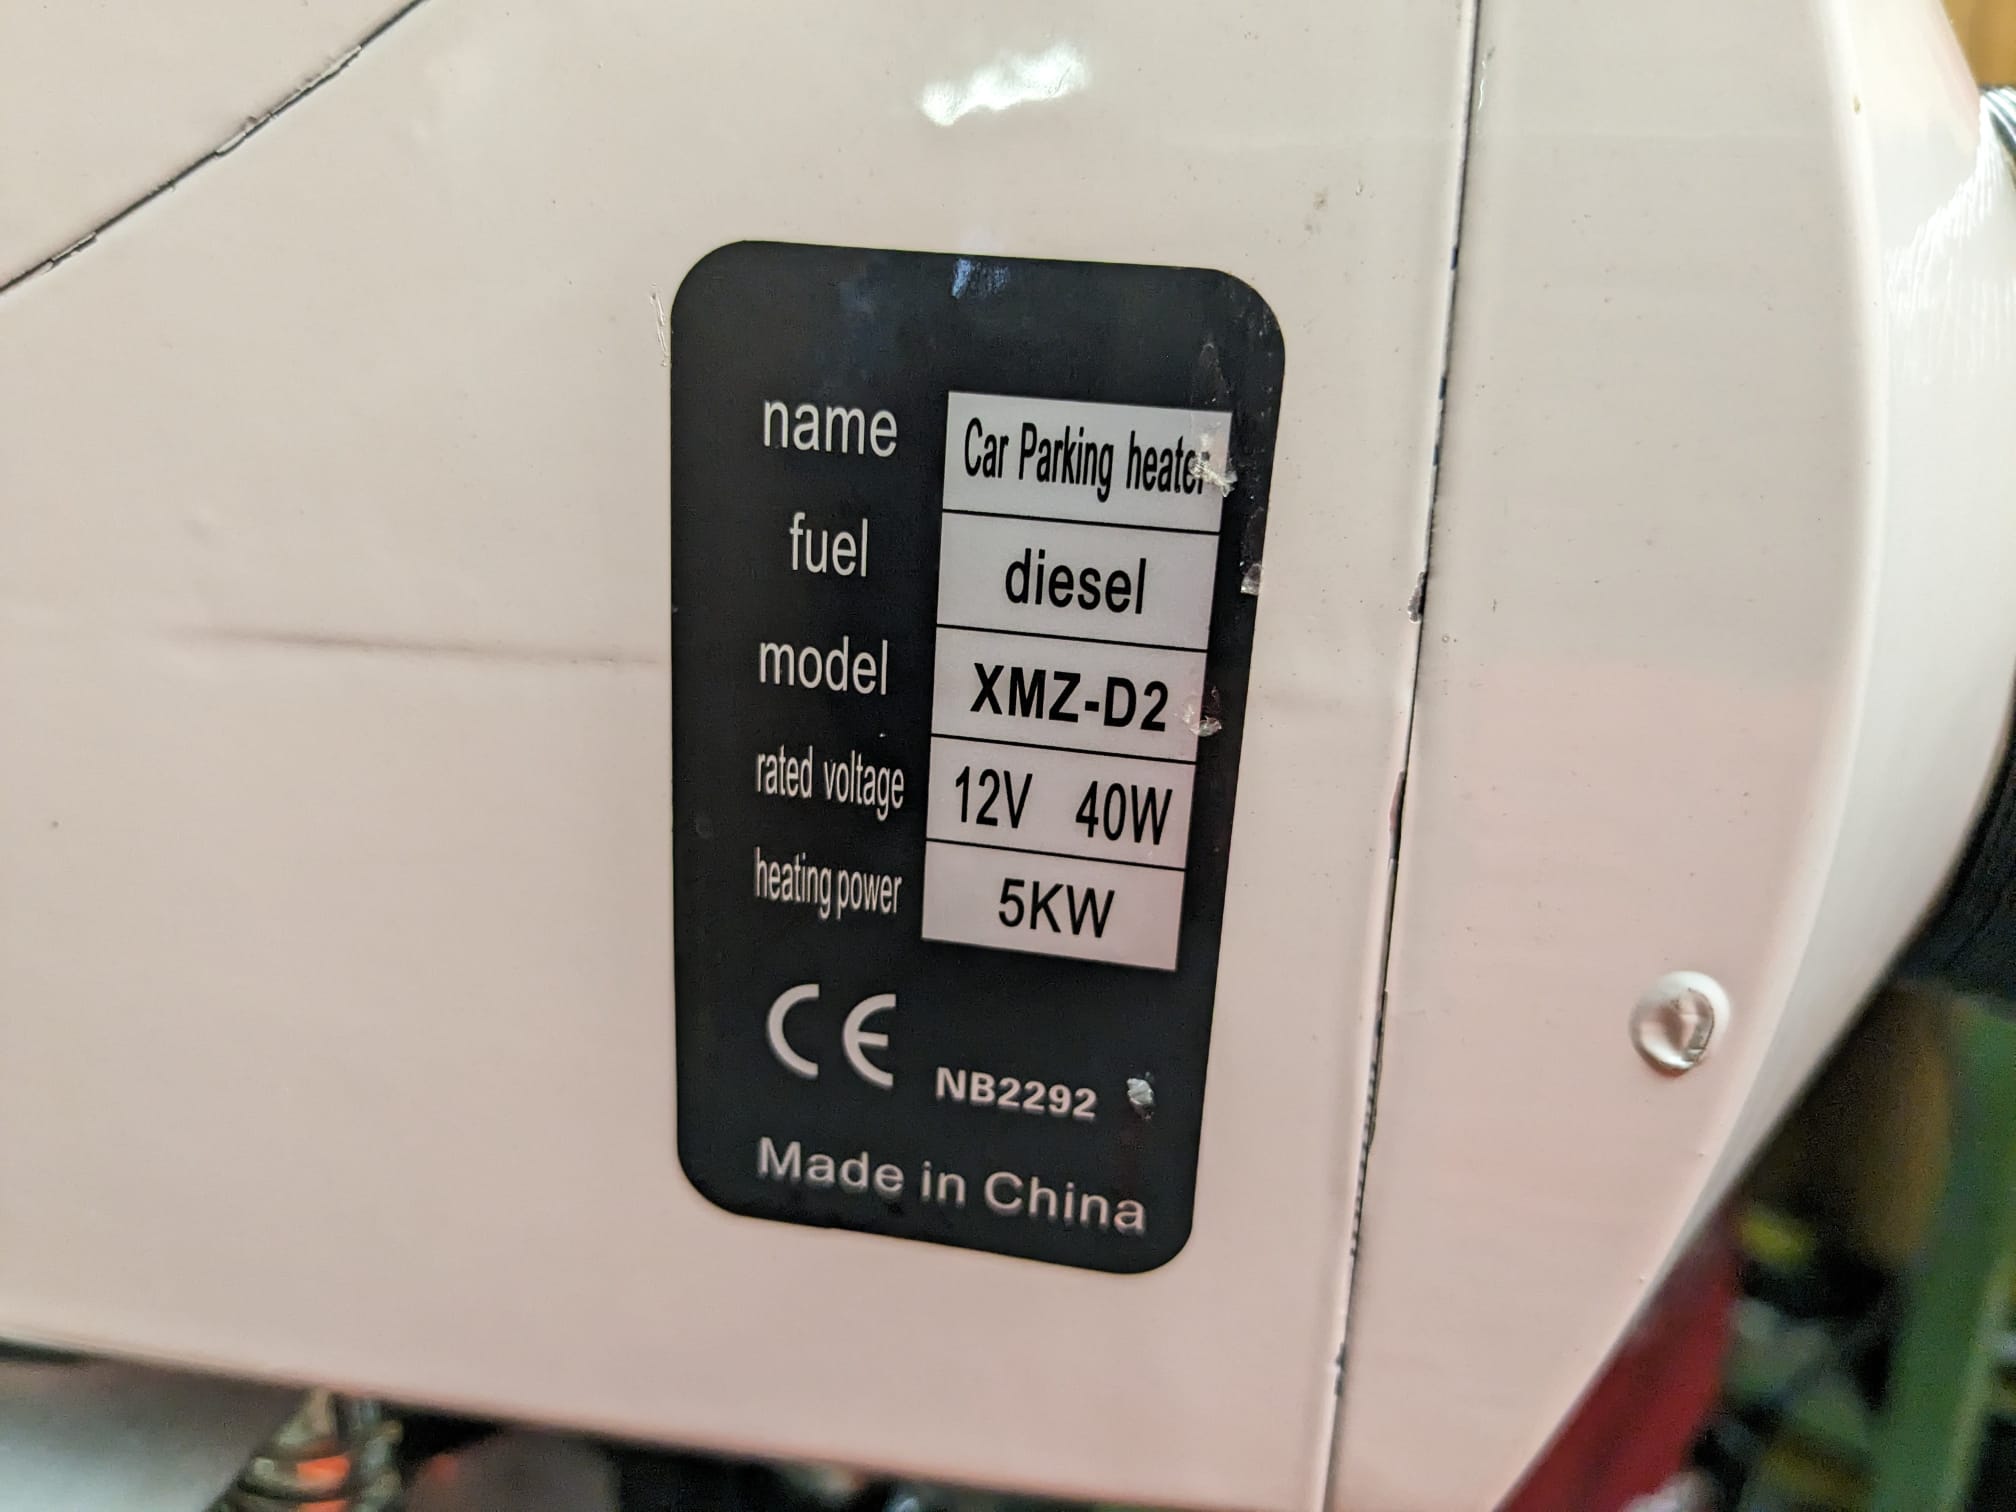 name Car Parking heater
fuel diesel
model XMZ-D2
rated voltage 12V 40W
heating power 5KW
CE NB2292
Made in China